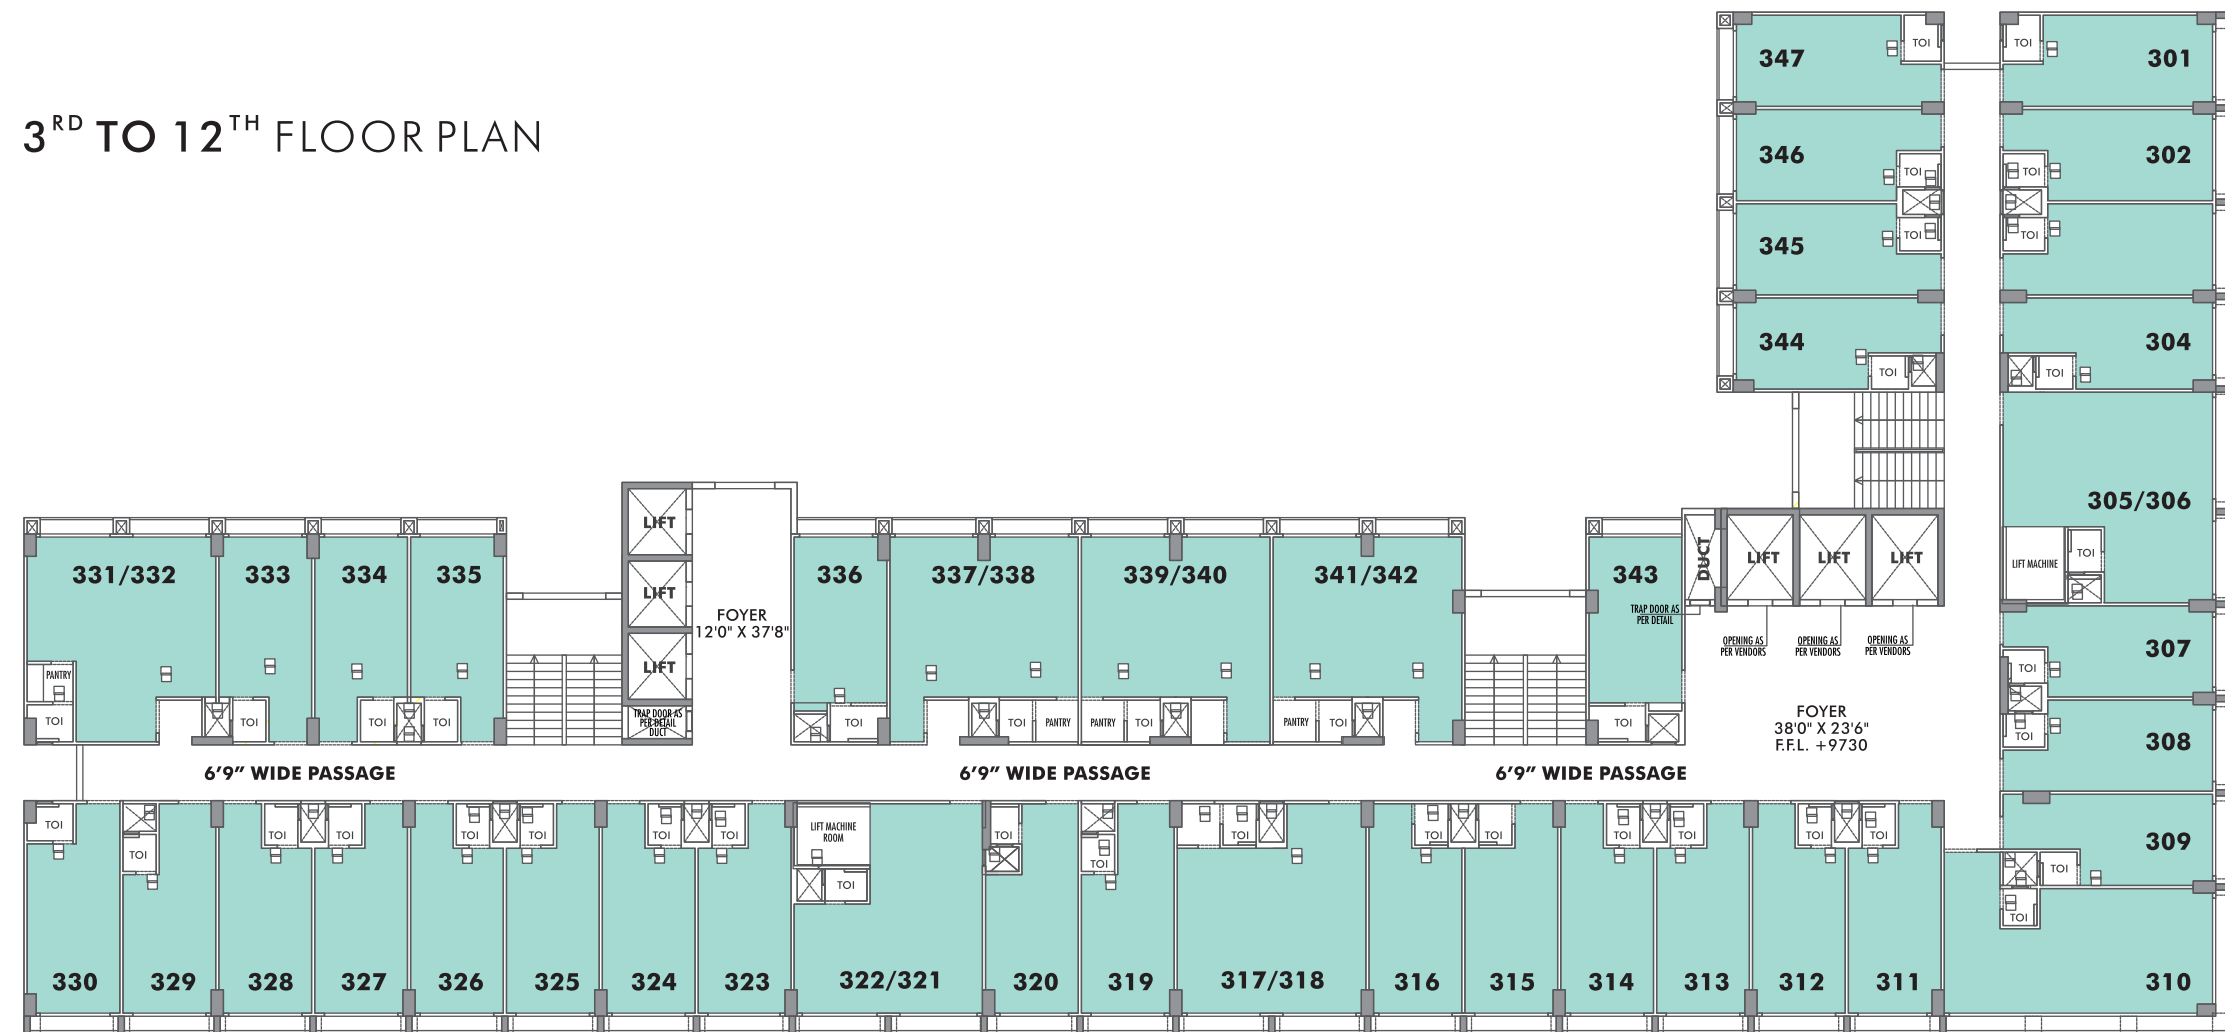 3RD TO 12TH FLOOR PLAN
347
TOI
TOI
301
346
TOI
TOI
302
345
TOI
TOI
344
TOI
TOI
304
305/306
LIFT MACHINE
TOI
331/332
333
334
335
LIFT
LIFT
LIFT
FOYER
12'0" X 37'8"
336
337/338
339/340
341/342
343
DUCT
LIFT
LIFT
LIFT
TRAP DOOR AS
PER DETAIL
OPENING AS
PER VENDORS
OPENING AS
PER VENDORS
OPENING AS
PER VENDORS
307
TOI
PANTRY
TOI
TOI
TOI
TOI
TRAP DOOR AS
PER DETAIL
DUCT
TOI
TOI
PANTRY
PANTRY
TOI
PANTRY
TOI
TOI
FOYER
38'0" X 23'6"
F.F.L. +9730
TOI
308
6'9" WIDE PASSAGE
6'9" WIDE PASSAGE
6'9" WIDE PASSAGE
TOI
TOI
TOI
TOI
TOI
TOI
TOI
TOI
LIFT MACHINE
ROOM
TOI
TOI
TOI
TOI
TOI
TOI
TOI
TOI
TOI
TOI
TOI
309
TOI
TOI
330
329
328
327
326
325
324
323
322/321
320
319
317/318
316
315
314
313
312
311
310